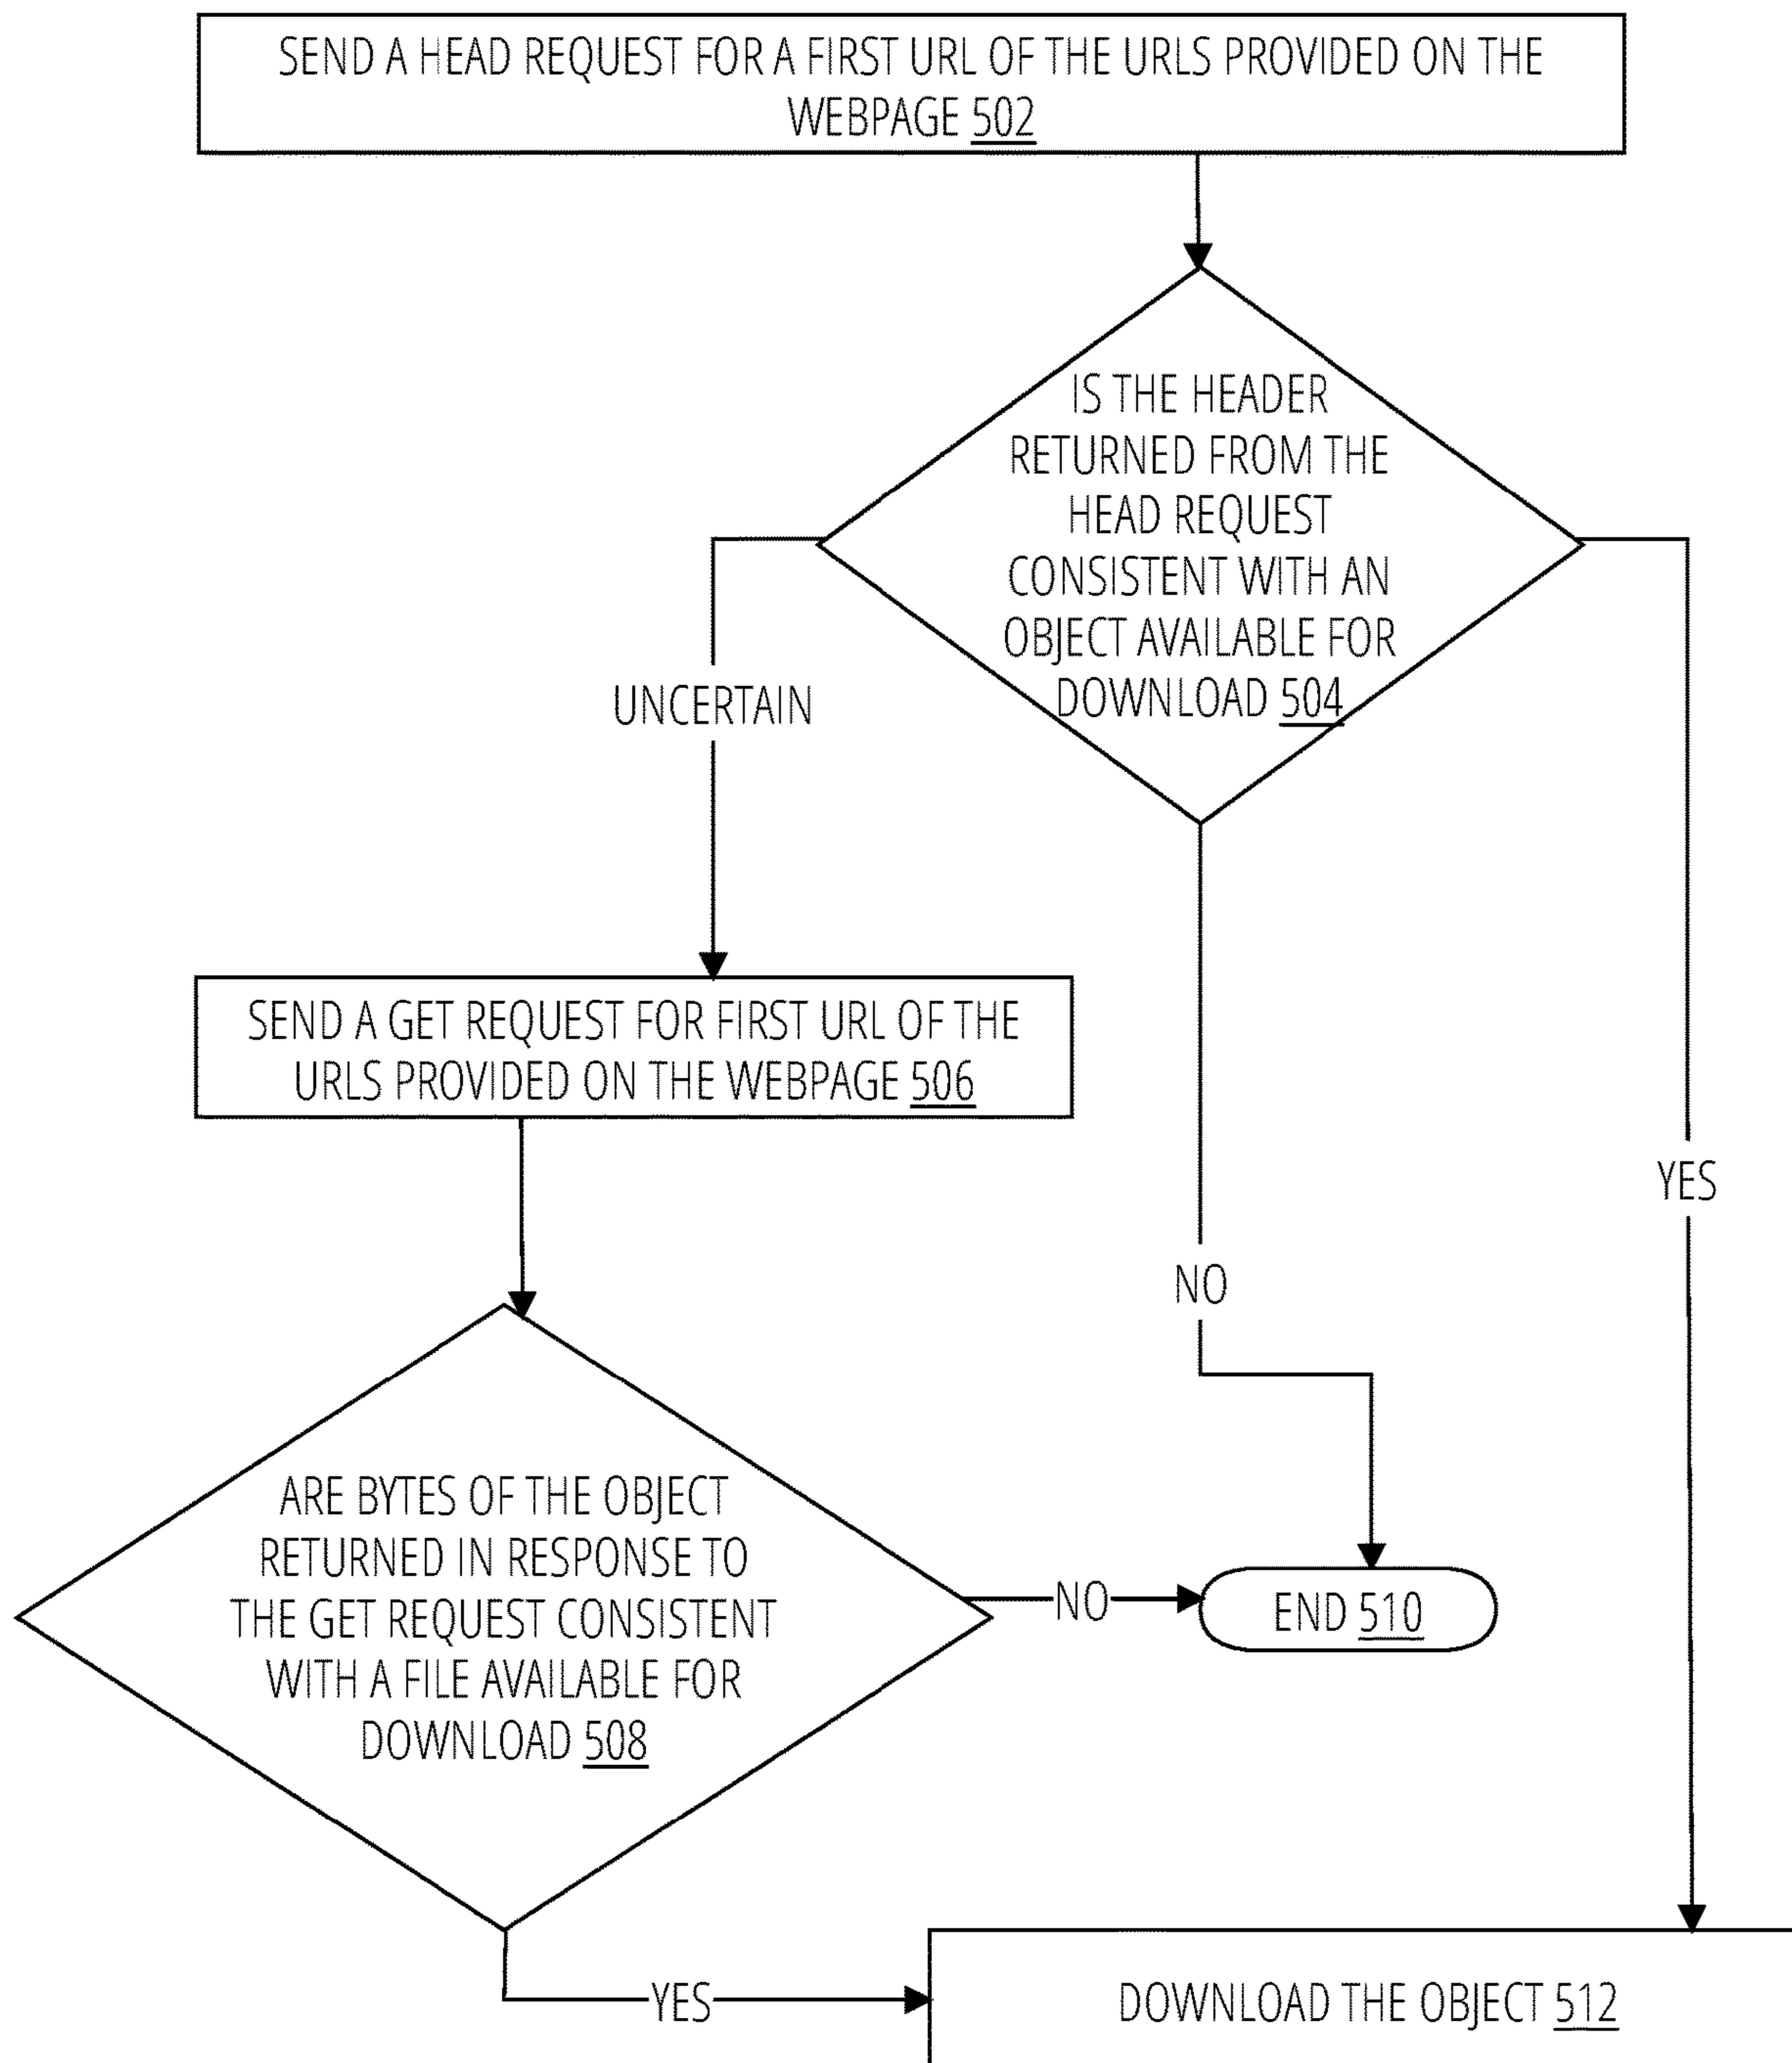 SEND A HEAD REQUEST FOR A FIRST URL OF THE URLS PROVIDED ON THE
WEBPAGE 502
IS THE HEADER
RETURNED FROM THE
HEAD REQUEST
CONSISTENT WITH AN
OBJECT AVAILABLE FOR
DOWNLOAD 504
UNCERTAIN
SEND A GET REQUEST FOR FIRST URL OF THE
URLS PROVIDED ON THE WEBPAGE 506
YES
NO
ARE BYTES OF THE OBJECT
RETURNED IN RESPONSE TO
THE GET REQUEST CONSISTENT
WITH A FILE AVAILABLE FOR
DOWNLOAD 508
NO
END 510
YES
DOWNLOAD THE OBJECT 512